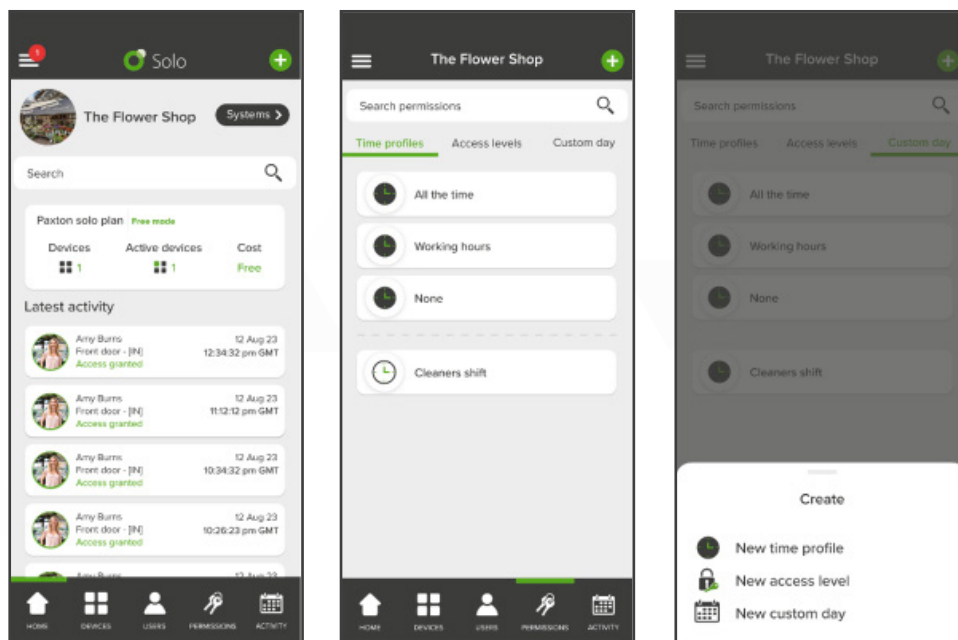 1
Solo
The Flower Shop
Systems
Search
Paxton solo plan Free mode
Devices Active devices Cost
1 1 Free
Latest activity
Amy Burns 12 Aug 23
Front door - [IN] 12:34:32 pm GMT
Access granted
Amy Burns 12 Aug 23
Front door - [IN] 11:12:12 pm GMT
Access granted
Amy Burns 12 Aug 23
Front door - [IN] 10:34:32 pm GMT
Access granted
Amy Burns 12 Aug 23
Front door - [IN] 10:26:23 pm GMT
Access granted
Amy Burns 12 Aug 23
HOME DEVICES USERS PERMISSIONS ACTIVITY
The Flower Shop
Search permissions
Time profiles Access levels Custom day
All the time
Working hours
None
Cleaners shift
HOME DEVICES USERS PERMISSIONS ACTIVITY
The Flower Shop
Search permissions
Time profiles Access levels Custom day
All the time
Working hours
None
Cleaners shift
Create
New time profile
New access level
New custom day